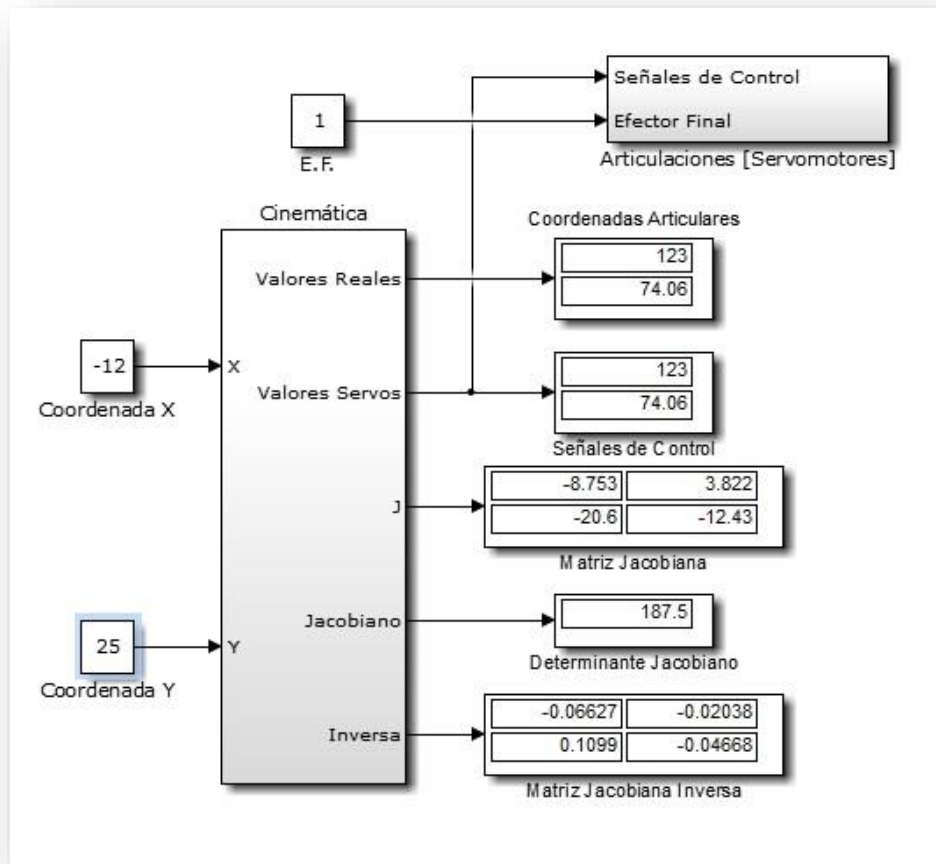 Señales de Control
1
Efector Final
E.F.
Articulaciones [Servomotores]
Cinemática
Coordenadas Articulares
Valores Reales
123
74.06
-12
X
Coordenada X
Valores Servos
123
74.06
Señales de Control
J
-8.753 3.822
-20.6 -12.43
Matriz Jacobiana
Jacobiano
187.5
Determinante Jacobiano
25
Y
Coordenada Y
Inversa
-0.06627 -0.02038
0.1099 -0.04668
Matriz Jacobiana Inversa